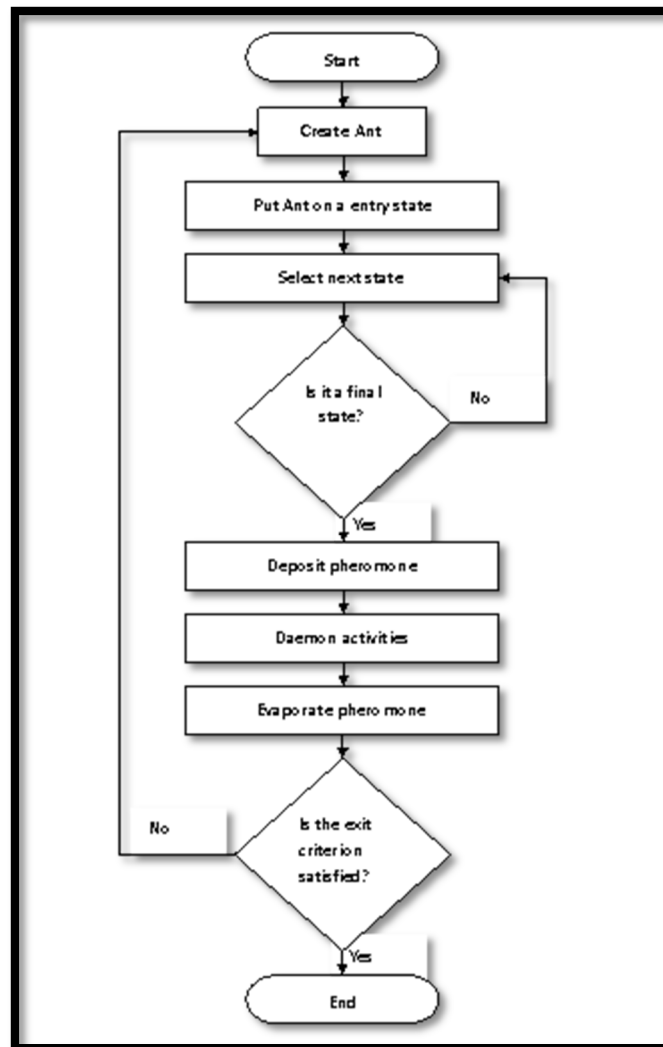 Start
Create Ant
Put Ant on a entry state
Select next state
Is it a final
state?
No
Yes
Deposit pheromone
Daemon activities
Evaporate pheromone
Is the exit
criterion
satisfied?
No
Yes
End